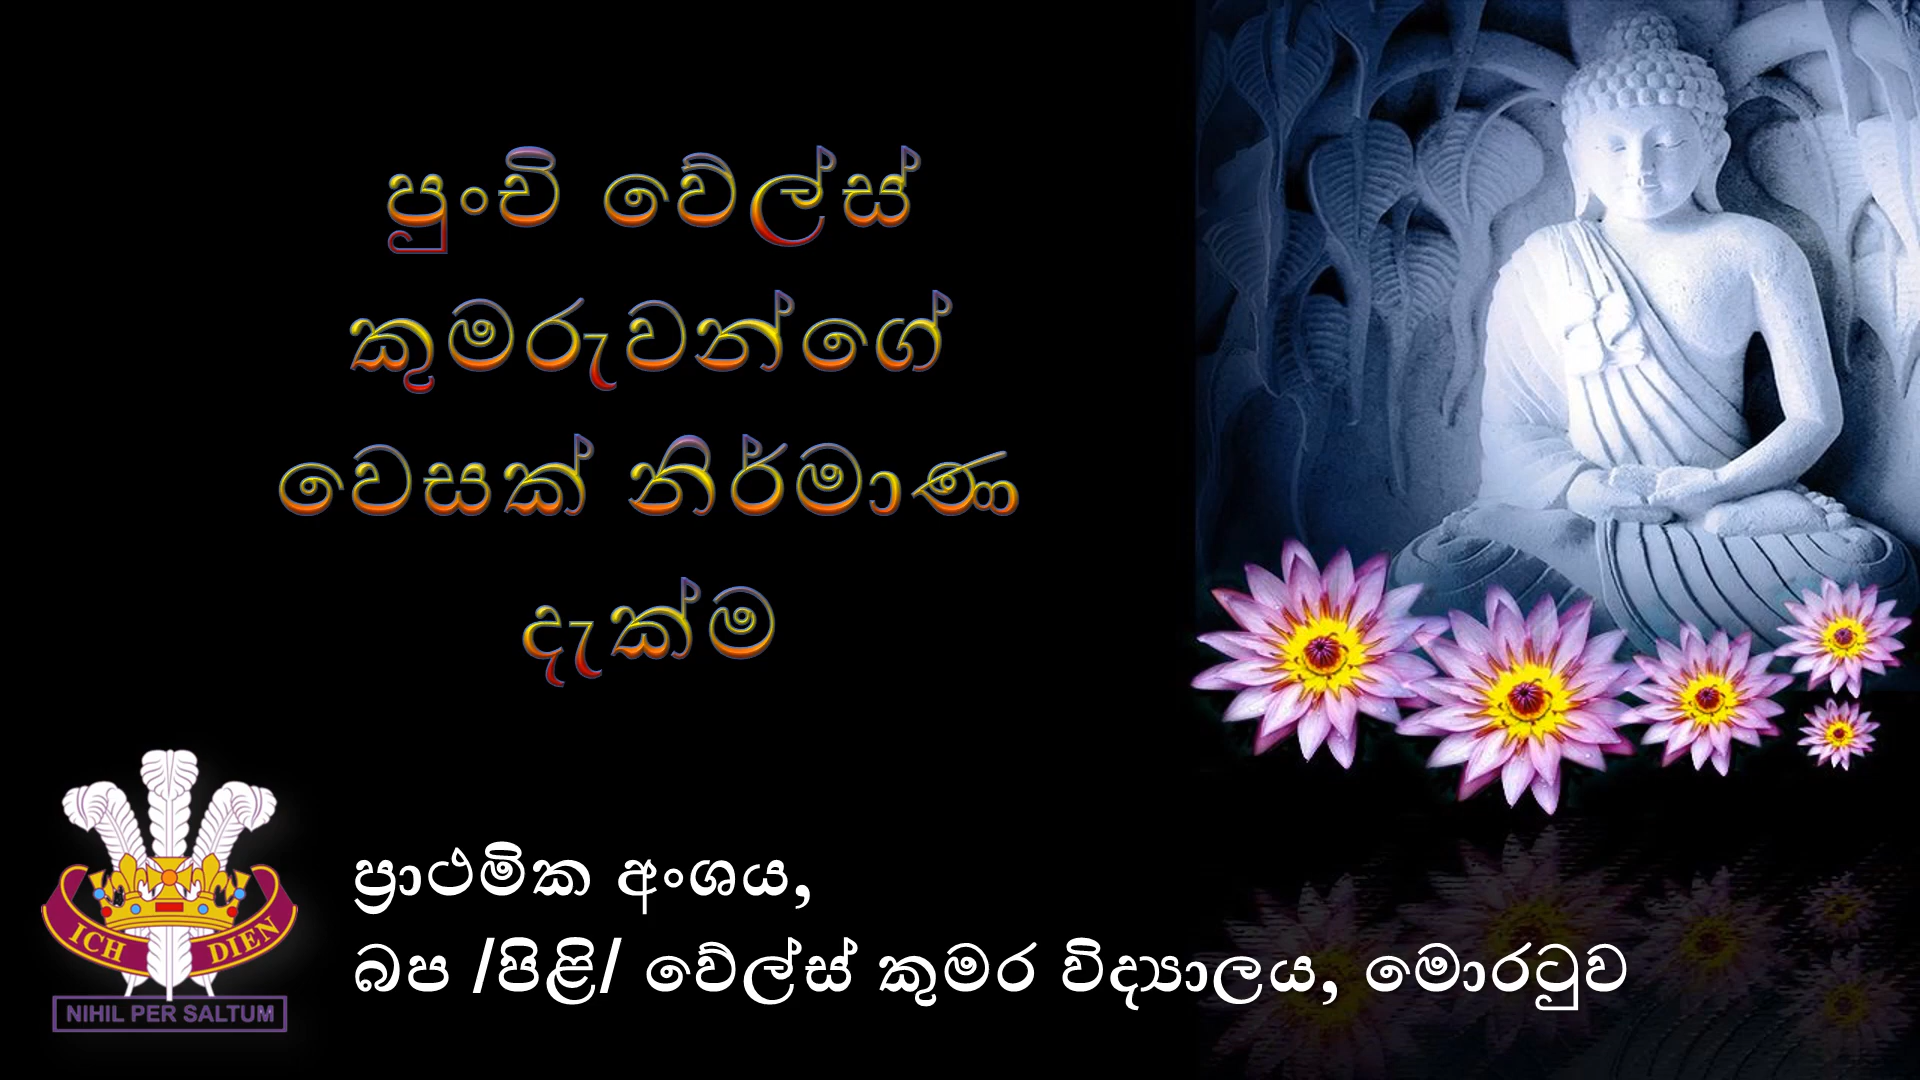 පුංචි වේල්ස්
කුමරුවන්ගේ
වෙසක් නිර්මාණ
දැක්ම
ප්‍රාථමික අංශය,
බප /පිළි/ වේල්ස් කුමර විද්‍යාලය, මොරටුව
ICH DIEN
NIHIL PER SALTUM